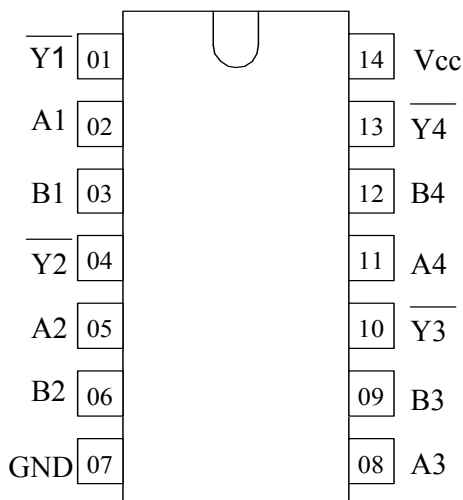 Y1 01 14 Vcc
A1 02 13 Y4
B1 03 12 B4
Y2 04 11 A4
A2 05 10 Y3
B2 06 09 B3
GND 07 08 A3